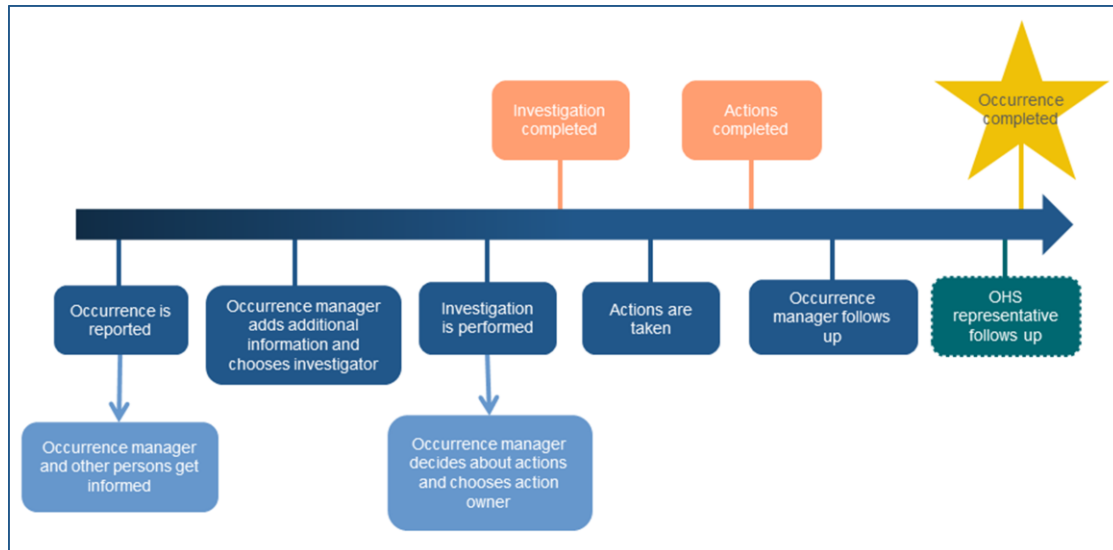 Investigation
completed
Actions
completed
Occurrence
completed
Occurrence is
reported
Occurrence manager
adds additional
information and
chooses investigator
Investigation
is performed
Actions are
taken
Occurrence
manager follows
up
OHS
representative
follows up
Occurrence manager
and other persons get
informed
Occurrence manager
decides about actions
and chooses action
owner